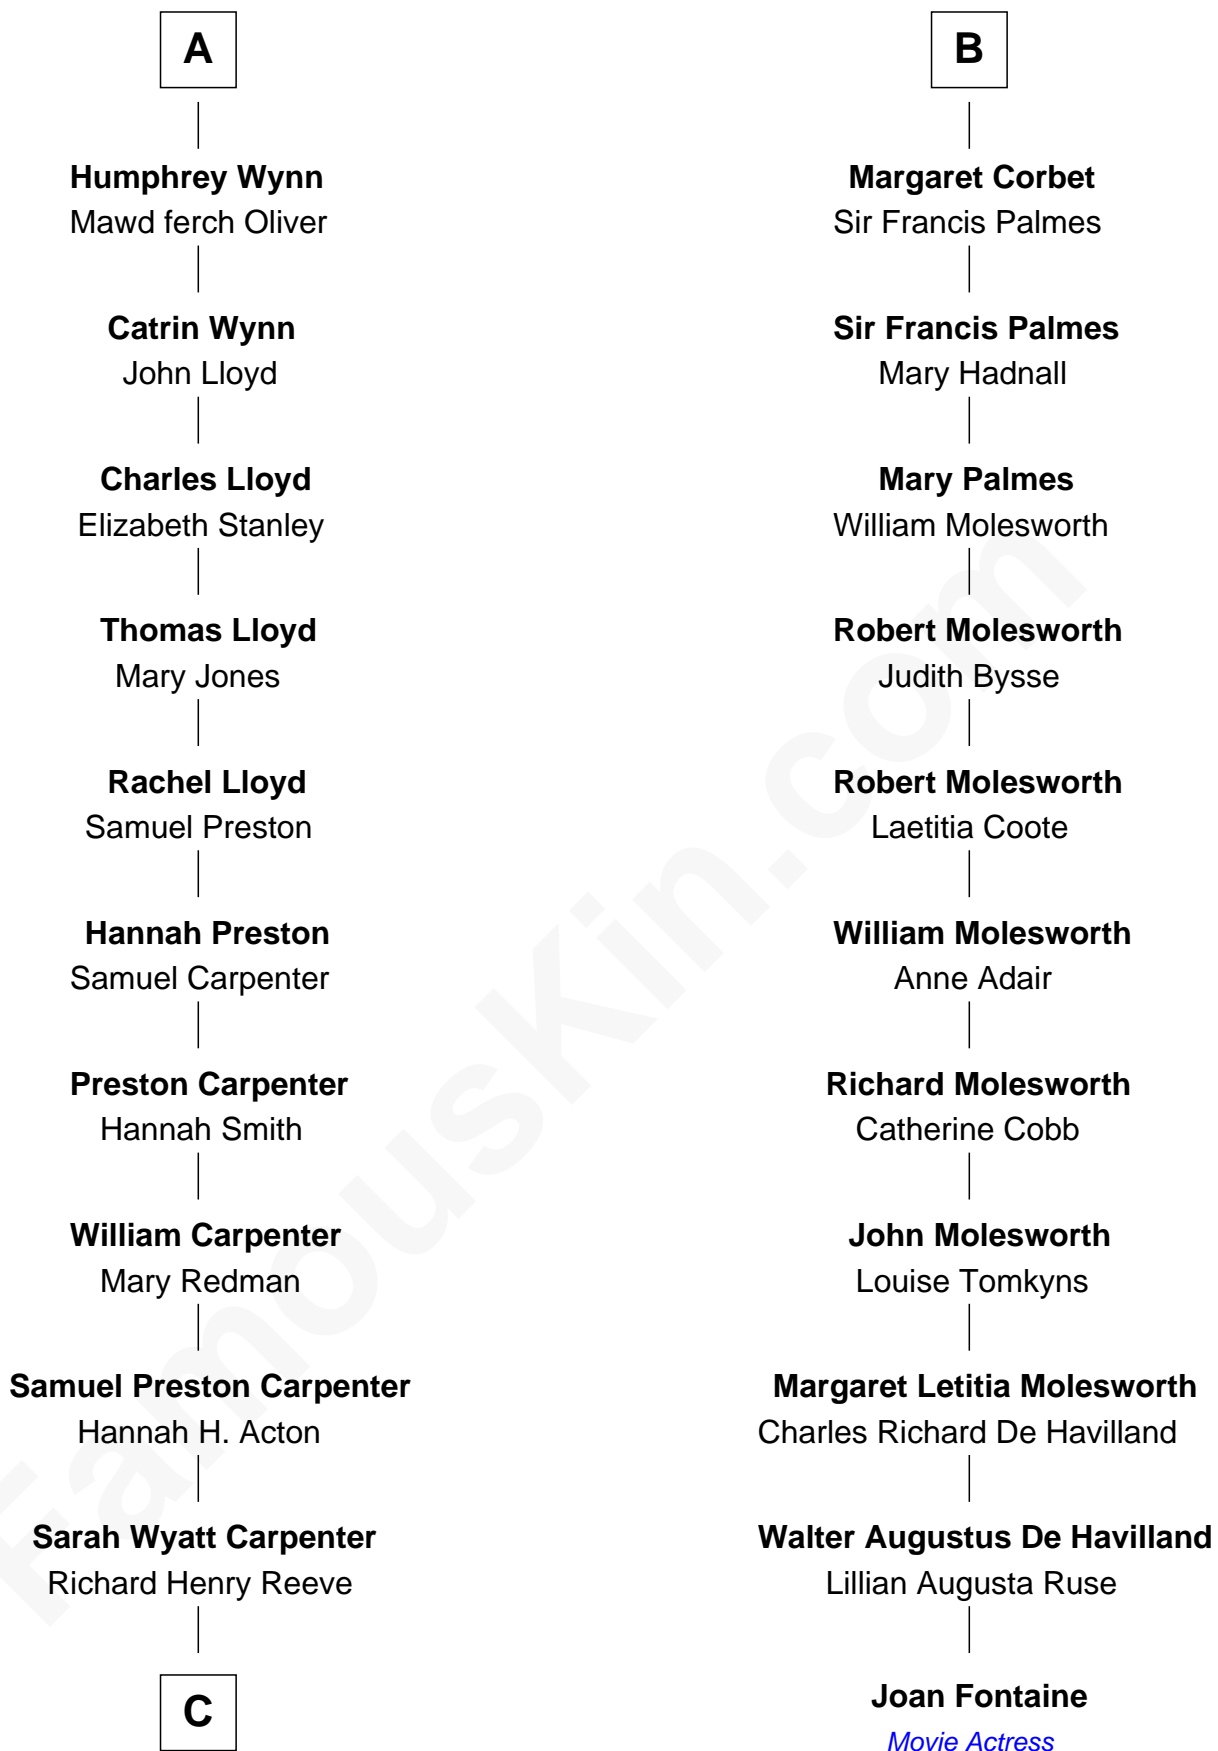 A
Humphrey Wynn
Mawd ferch Oliver
Catrin Wynn
John Lloyd
Charles Lloyd
Elizabeth Stanley
Thomas Lloyd
Mary Jones
Rachel Lloyd
Samuel Preston
Hannah Preston
Samuel Carpenter
Preston Carpenter
Hannah Smith
William Carpenter
Mary Redman
Samuel Preston Carpenter
Hannah H. Acton
Sarah Wyatt Carpenter
Richard Henry Reeve
C
B
Margaret Corbet
Sir Francis Palmes
Sir Francis Palmes
Mary Hadnall
Mary Palmes
William Molesworth
Robert Molesworth
Judith Bysse
Robert Molesworth
Laetitia Coote
William Molesworth
Anne Adair
Richard Molesworth
Catherine Cobb
John Molesworth
Louise Tomkyns
Margaret Letitia Molesworth
Charles Richard De Havilland
Walter Augustus De Havilland
Lillian Augusta Ruse
Joan Fontaine
Movie Actress
FamousKin.com